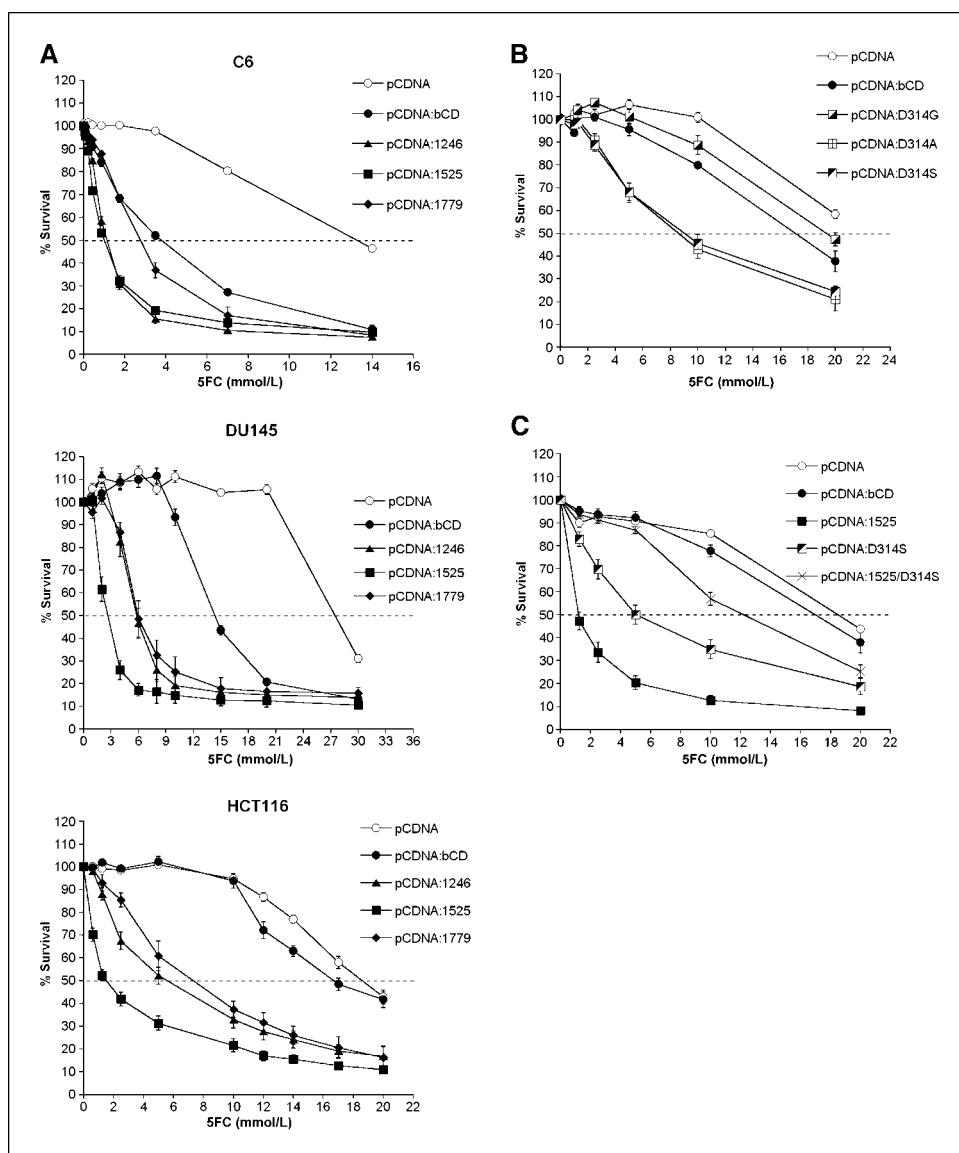 A
C6
120
110
100
90
80
70
60
50
40
30
20
10
0
% Survival
0 2 4 6 8 10 12 14 16
5FC (mmol/L)
pCDNA
pCDNA:bCD
pCDNA:1246
pCDNA:1525
pCDNA:1779
B
120
110
100
90
80
70
60
50
40
30
20
10
0
% Survival
0 2 4 6 8 10 12 14 16 18 20 22 24
5FC (mmol/L)
pCDNA
pCDNA:bCD
pCDNA:D314G
pCDNA:D314A
pCDNA:D314S
DU145
120
110
100
90
80
70
60
50
40
30
20
10
0
% Survival
0 3 6 9 12 15 18 21 24 27 30 33 36
5FC (mmol/L)
pCDNA
pCDNA:bCD
pCDNA:1246
pCDNA:1525
pCDNA:1779
C
120
110
100
90
80
70
60
50
40
30
20
10
0
% Survival
0 2 4 6 8 10 12 14 16 18 20 22
5FC (mmol/L)
pCDNA
pCDNA:bCD
pCDNA:1525
pCDNA:D314S
pCDNA:1525/D314S
HCT116
120
110
100
90
80
70
60
50
40
30
20
10
0
% Survival
0 2 4 6 8 10 12 14 16 18 20 22
5FC (mmol/L)
pCDNA
pCDNA:bCD
pCDNA:1246
pCDNA:1525
pCDNA:1779